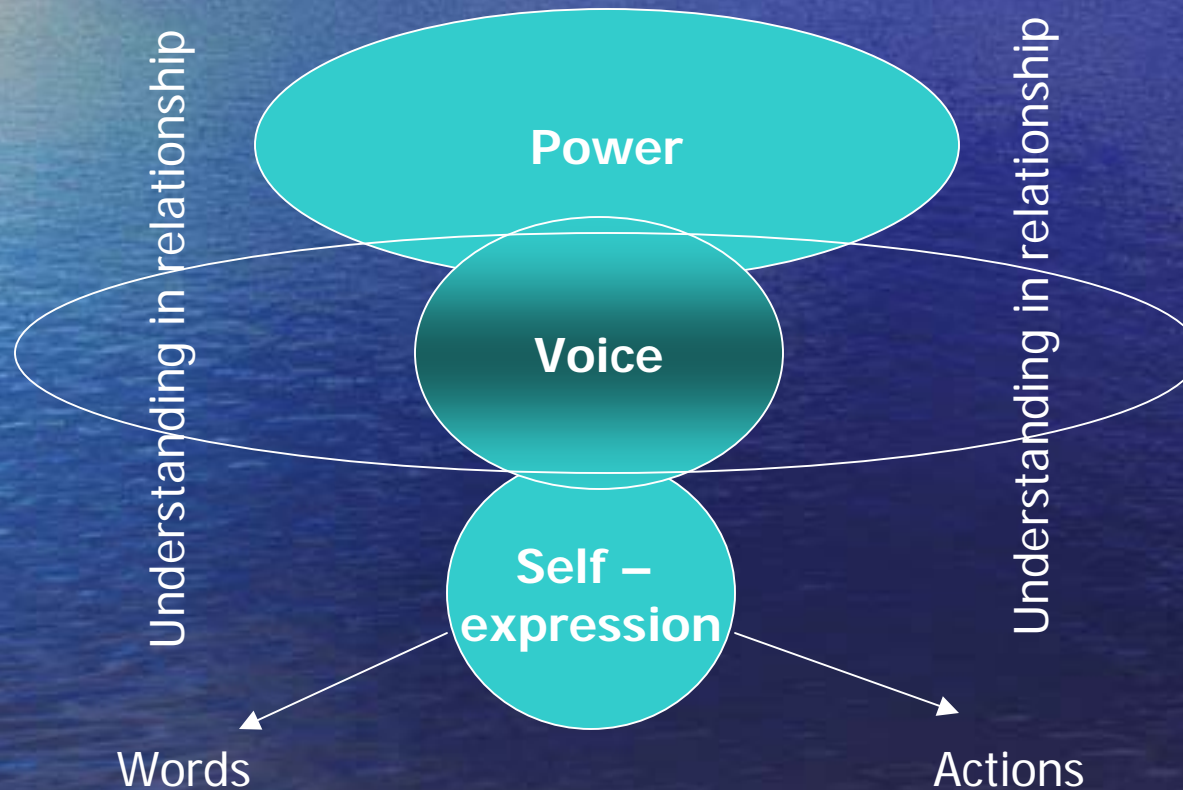 Understanding in relationship
Power
Understanding in relationship
Voice
Self –
expression
Words
Actions